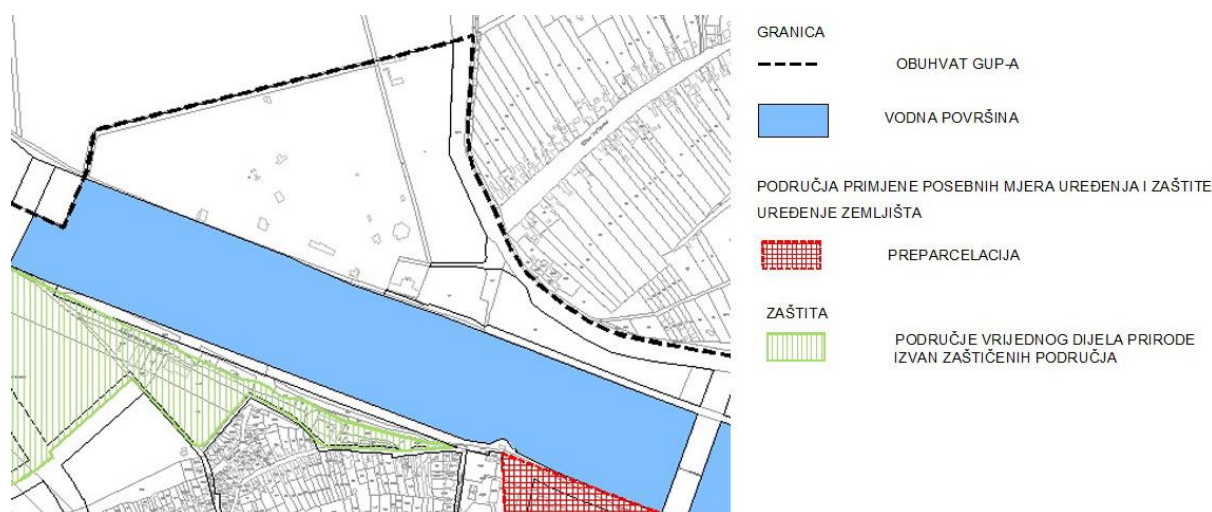 GRANICA
OBUHVAT GUP-A
VODNA POVRŠINA
PODRUČJA PRIMJENE POSEBNIH MJERA UREĐENJA I ZAŠTITE
UREĐENJE ZEMLJIŠTA
PREPARCELACIJA
ZAŠTITA
PODRUČJE VRIJEDNOG DIJELA PRIRODE
IZVAN ZAŠTIČENIH PODRUČJA